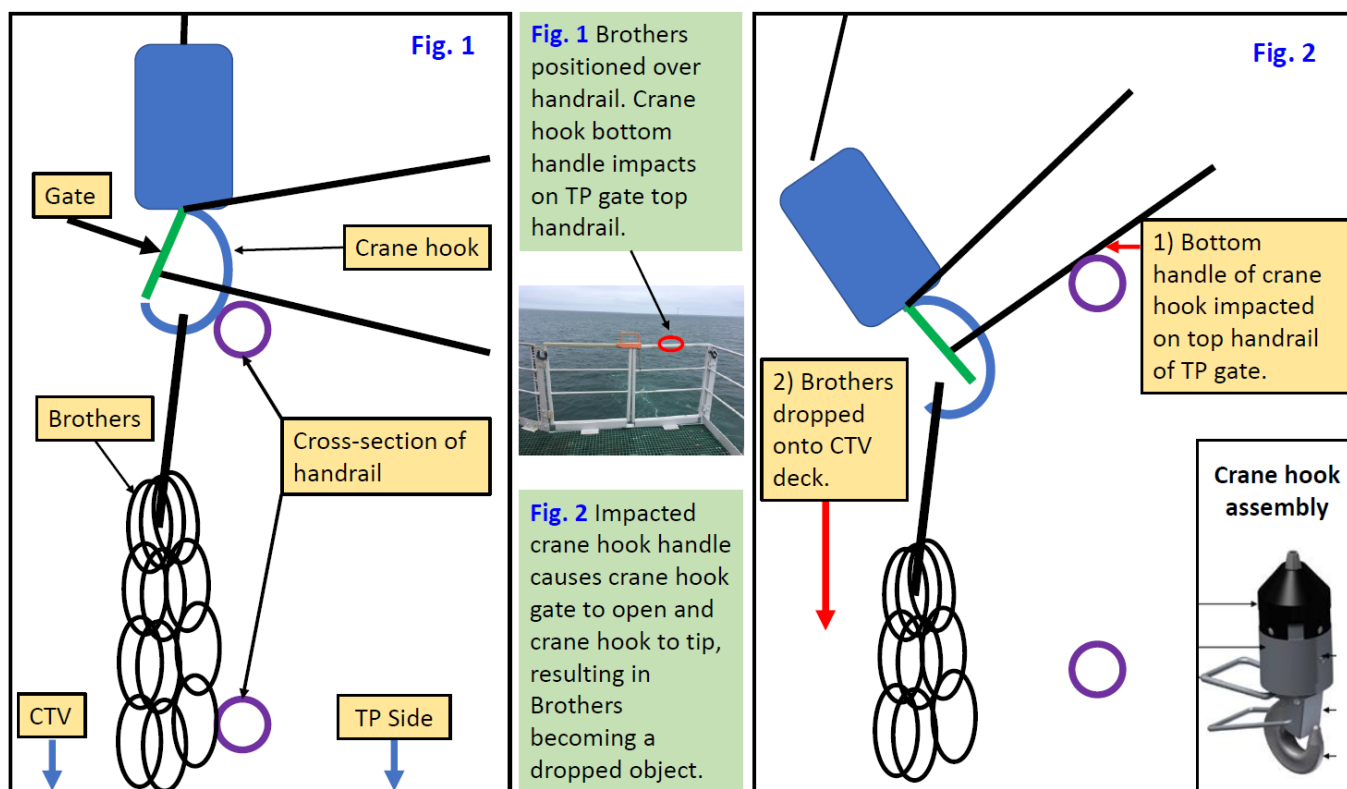 Fig. 1
Gate
Crane hook
Brothers
Cross-section of
handrail
CTV
TP Side
Fig. 1 Brothers
positioned over
handrail. Crane
hook bottom
handle impacts
on TP gate top
handrail.
Fig. 2 Impacted
crane hook handle
causes crane hook
gate to open and
crane hook to tip,
resulting in
Brothers
becoming a
dropped object.
Fig. 2
1) Bottom
handle of crane
hook impacted
on top handrail
of TP gate.
2) Brothers
dropped
onto CTV
deck.
Crane hook
assembly